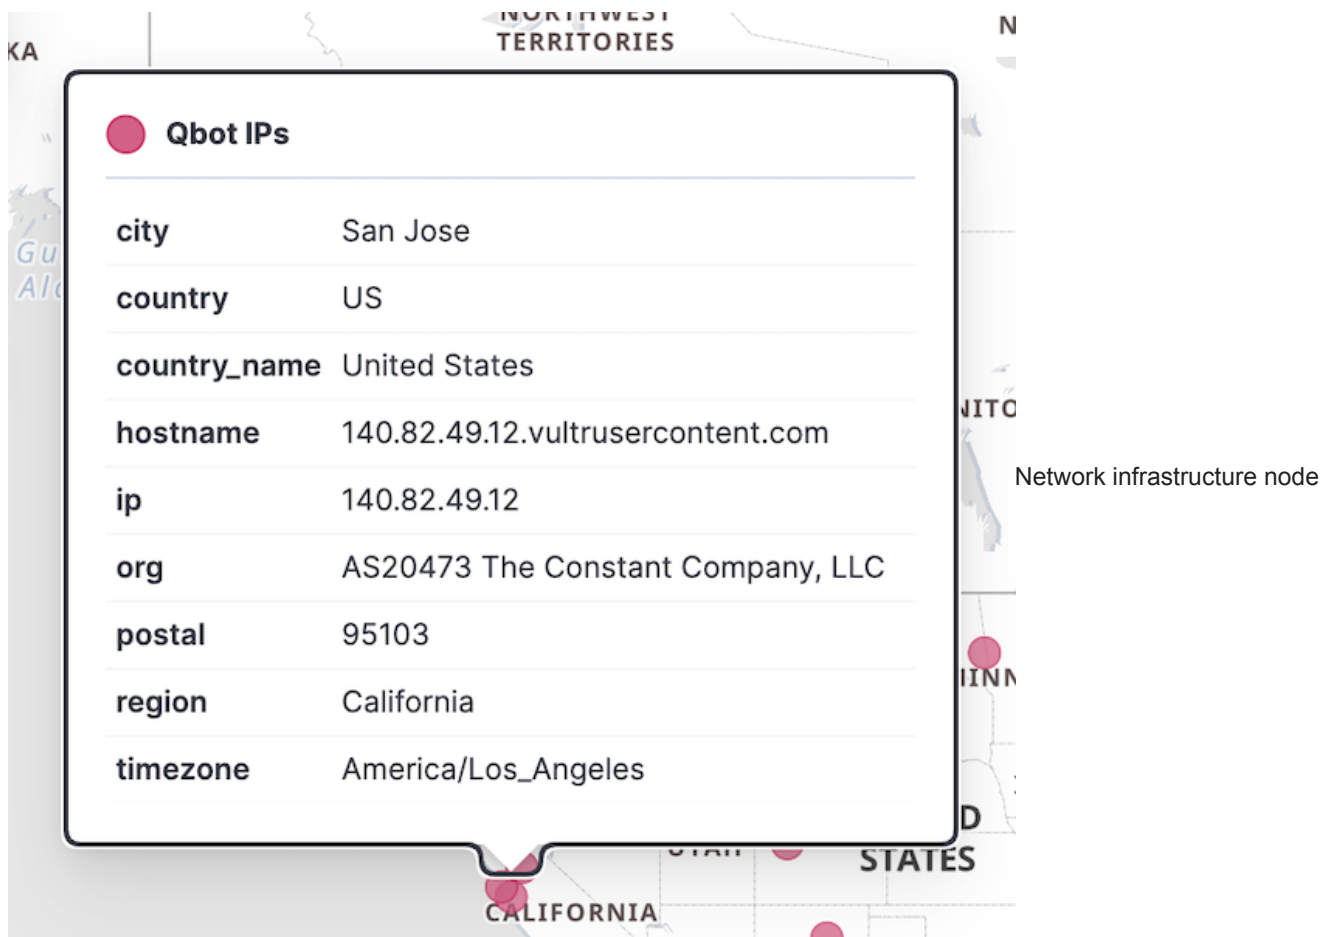 TERRITORIES
KA
Qbot IPs
city San Jose
country US
country_name United States
hostname 140.82.49.12.vultrusercontent.com
ip 140.82.49.12
org AS20473 The Constant Company, LLC
postal 95103
region California
timezone America/Los_Angeles
Gu
Network infrastructure node
STATES
CALIFORNIA